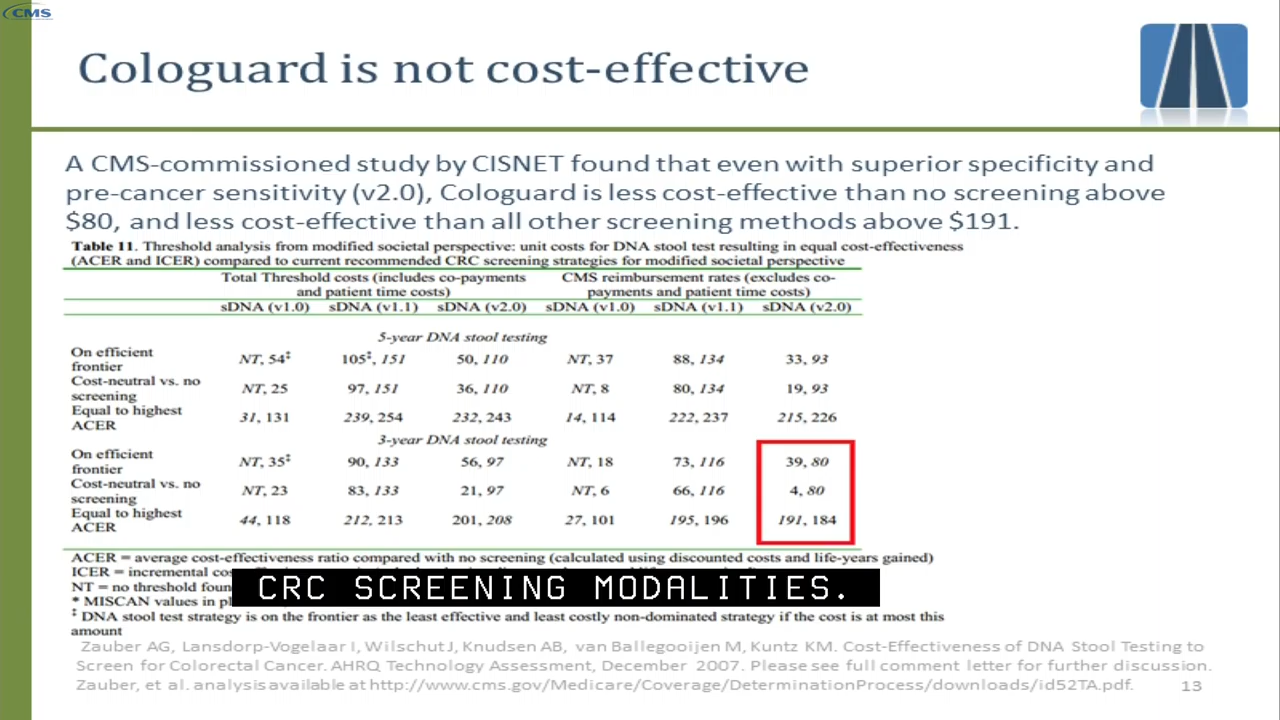 CMS
Cologuard is not cost-effective
A CMS-commissioned study by CISNET found that even with superior specificity and
pre-cancer sensitivity (v2.0), Cologuard is less cost-effective than no screening above
$80, and less cost-effective than all other screening methods above $191.
Table 11. Threshold analysis from modified societal perspective: unit costs for DNA stool test resulting in equal cost-effectiveness
(ACER and ICER) compared to current recommended CRC screening strategies for modified societal perspective
Total Threshold costs (includes co-payments and patient time costs) CMS reimbursement rates (excludes co-payments and patient time costs)
sDNA (v1.0) sDNA (v1.1) sDNA (v2.0) sDNA (v1.0) sDNA (v1.1) sDNA (v2.0)
5-year DNA stool testing
On efficient frontier NT, 54‡ 105‡, 151 50, 110 NT, 37 88, 134 33, 93
Cost-neutral vs. no screening NT, 25 97, 151 36, 110 NT, 8 80, 134 19, 93
Equal to highest ACER 31, 131 239, 254 232, 243 14, 114 222, 237 215, 226
3-year DNA stool testing
On efficient frontier NT, 35‡ 90, 133 56, 97 NT, 18 73, 116 39, 80
Cost-neutral vs. no screening NT, 23 83, 133 21, 97 NT, 6 66, 116 4, 80
Equal to highest ACER 44, 118 212, 213 201, 208 27, 101 195, 196 191, 184
ACER = average cost-effectiveness ratio compared with no screening (calculated using discounted costs and life-years gained)
ICER = incremental
NT = no threshold
* MISCAN values in
CRC SCREENING MODALITIES.
‡ DNA stool test strategy is on the frontier as the least effective and least costly non-dominated strategy if the cost is at most this
amount
Zauber AG, Lansdorp-Vogelaar I, Wilschut J, Knudsen AB, van Ballegooijen M, Kuntz KM. Cost-Effectiveness of DNA Stool Testing to
Screen for Colorectal Cancer. AHRQ Technology Assessment, December 2007. Please see full comment letter for further discussion.
Zauber, et al. analysis available at http://www.cms.gov/Medicare/Coverage/DeterminationProcess/downloads/id52TA.pdf.
13